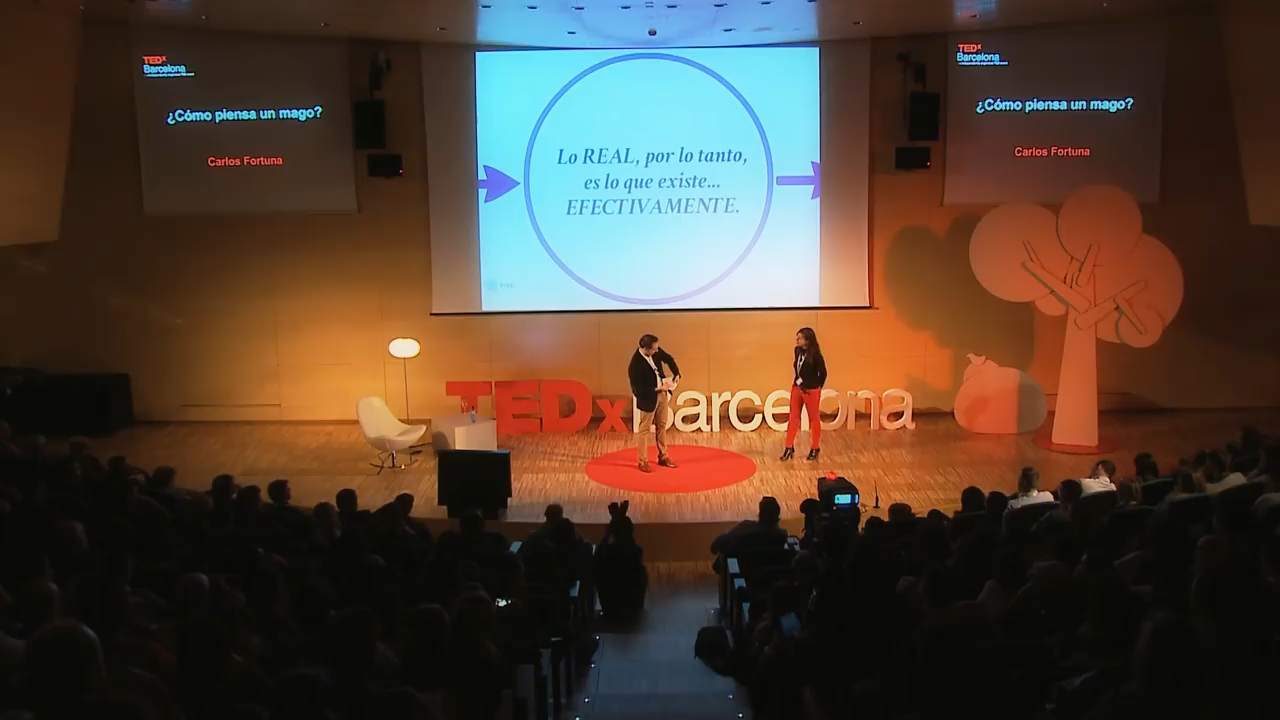 TEDx
Barcelona
¿Cómo piensa un mago?
Carlos Fortuna
Lo REAL, por lo tanto,
es lo que existe...
EFECTIVAMENTE.
TEDx
Barcelona
¿Cómo piensa un mago?
Carlos Fortuna
TEDxBarcelona